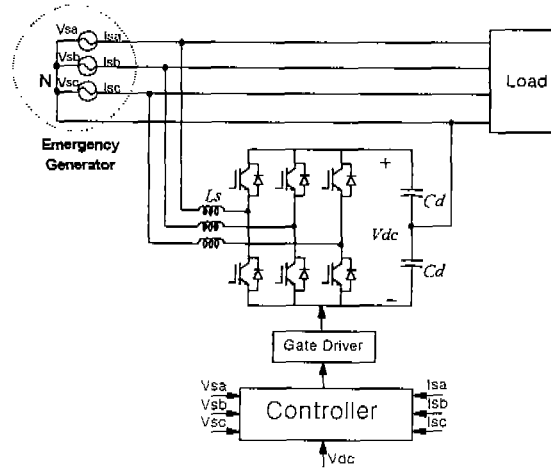 Vsa Isa
Vsb Isb
Vsc Isc
N
Load
Emergency
Generator
Ls
+
Cd
Vdc
Cd
–
Gate Driver
Controller
Vsa
Vsb
Vsc
Isa
Isb
Isc
Vdc